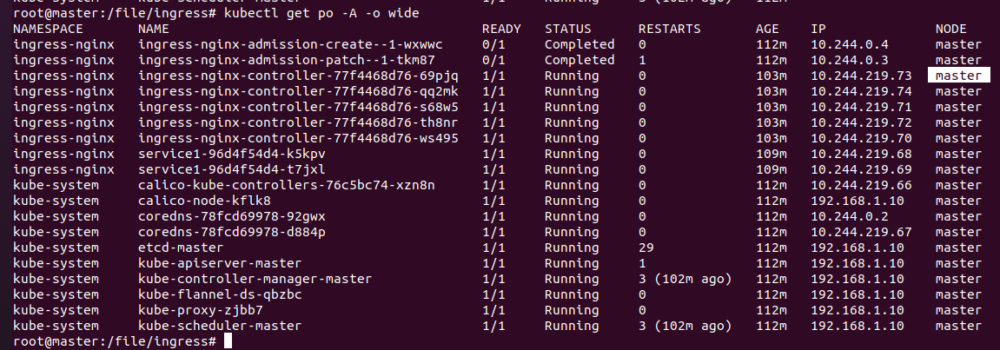 root@master:/file/ingress# kubectl get po -A -o wide
NAMESPACE NAME READY STATUS RESTARTS AGE IP NODE
ingress-nginx ingress-nginx-admission-create--1-wxwwc 0/1 Completed 0 112m 10.244.0.4 master
ingress-nginx ingress-nginx-admission-patch--1-tkm87 0/1 Completed 1 112m 10.244.0.3 master
ingress-nginx ingress-nginx-controller-77f4468d76-69pjq 1/1 Running 0 103m 10.244.219.73 master
ingress-nginx ingress-nginx-controller-77f4468d76-qq2mk 1/1 Running 0 103m 10.244.219.74 master
ingress-nginx ingress-nginx-controller-77f4468d76-s68w5 1/1 Running 0 103m 10.244.219.71 master
ingress-nginx ingress-nginx-controller-77f4468d76-th8nr 1/1 Running 0 103m 10.244.219.72 master
ingress-nginx ingress-nginx-controller-77f4468d76-ws495 1/1 Running 0 103m 10.244.219.70 master
ingress-nginx service1-96d4f54d4-k5kpv 1/1 Running 0 109m 10.244.219.68 master
ingress-nginx service1-96d4f54d4-t7jxl 1/1 Running 0 109m 10.244.219.69 master
kube-system calico-kube-controllers-76c5bc74-xzn8n 1/1 Running 0 112m 10.244.219.66 master
kube-system calico-node-kflk8 1/1 Running 0 112m 192.168.1.10 master
kube-system coredns-78fcd69978-92gwx 1/1 Running 0 112m 10.244.0.2 master
kube-system coredns-78fcd69978-d884p 1/1 Running 0 112m 10.244.219.67 master
kube-system etcd-master 1/1 Running 29 112m 192.168.1.10 master
kube-system kube-apiserver-master 1/1 Running 1 112m 192.168.1.10 master
kube-system kube-controller-manager-master 1/1 Running 3 (102m ago) 112m 192.168.1.10 master
kube-system kube-flannel-ds-qbzbc 1/1 Running 0 112m 192.168.1.10 master
kube-system kube-proxy-zjbb7 1/1 Running 0 112m 192.168.1.10 master
kube-system kube-scheduler-master 1/1 Running 3 (102m ago) 112m 192.168.1.10 master
root@master:/file/ingress#